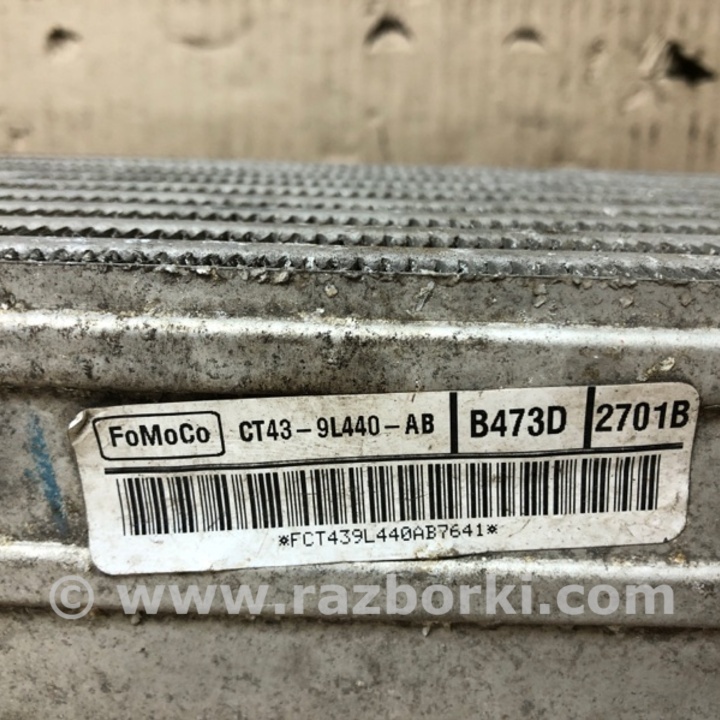 FoMoCo CT43-9L440-AB B473D 2701B
*FCT439L440AB7641*
© www.razborki.com